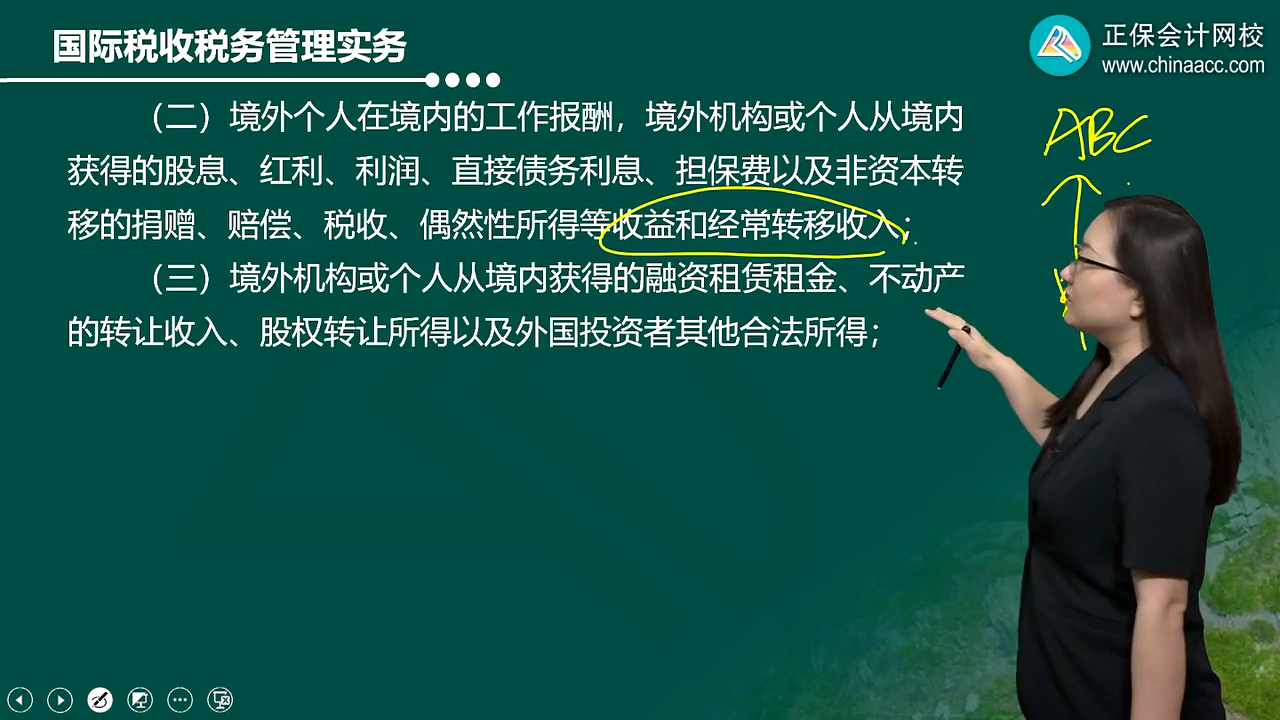 国际税收税务管理实务
正保会计网校
www.chinaacc.com
（二）境外个人在境内的工作报酬，境外机构或个人从境内
获得的股息、红利、利润、直接债务利息、担保费以及非资本转
移的捐赠、赔偿、税收、偶然性所得等收益和经常转移收入；
（三）境外机构或个人从境内获得的融资租赁租金、不动产
的转让收入、股权转让所得以及外国投资者其他合法所得；
ABC